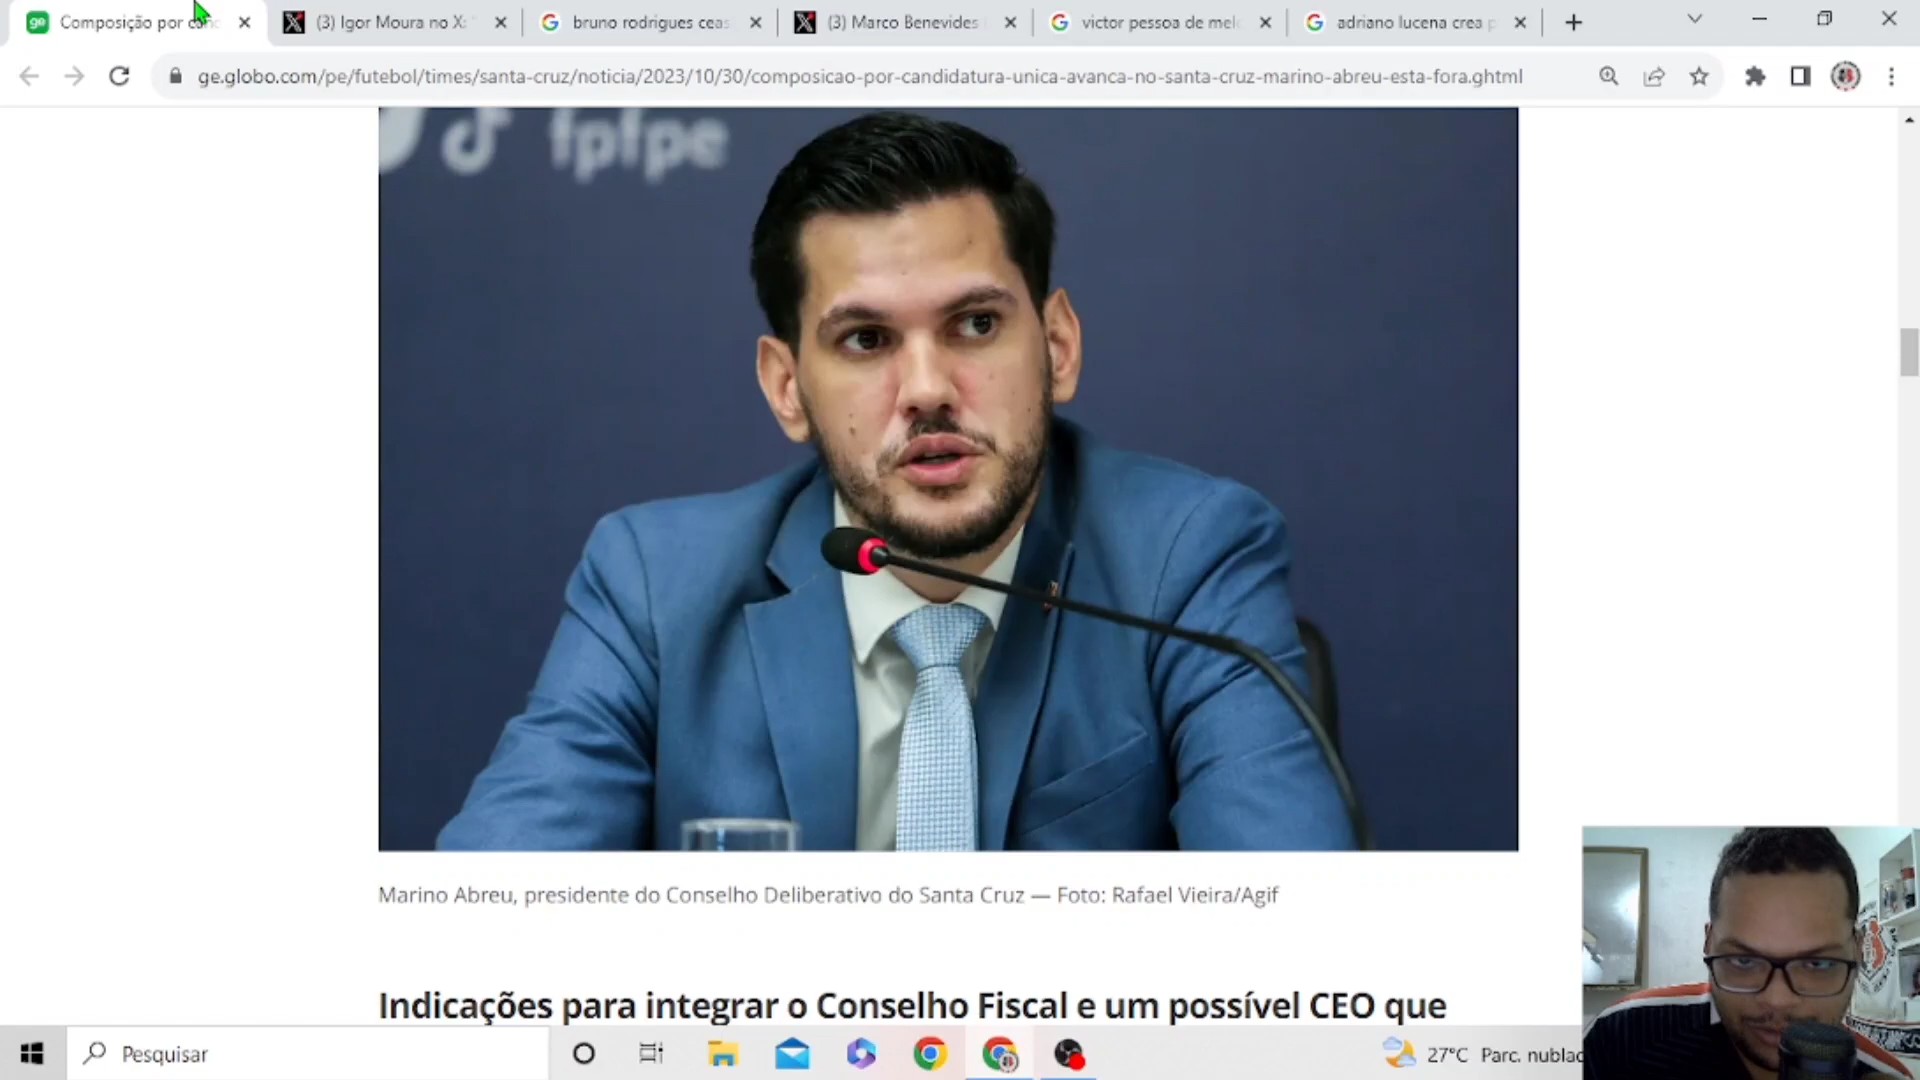 Composição por
(3) Igor Moura no X: "
bruno rodrigues ceas
(3) Marco Benevides
victor pessoa de mel
adriano lucena crea p
ge.globo.com/pe/futebol/times/santa-cruz/noticia/2023/10/30/composicao-por-candidatura-unica-avanca-no-santa-cruz-marino-abreu-esta-fora.ghtml
fpfpe
Marino Abreu, presidente do Conselho Deliberativo do Santa Cruz — Foto: Rafael Vieira/Agif
Indicações para integrar o Conselho Fiscal e um possível CEO que
Pesquisar
27°C Parc. nublad